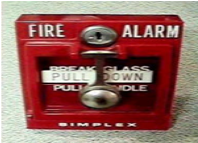 FIRE ALARM
BREAK GLASS
PULL DOWN
PULL HANDLE
SIMPLEX